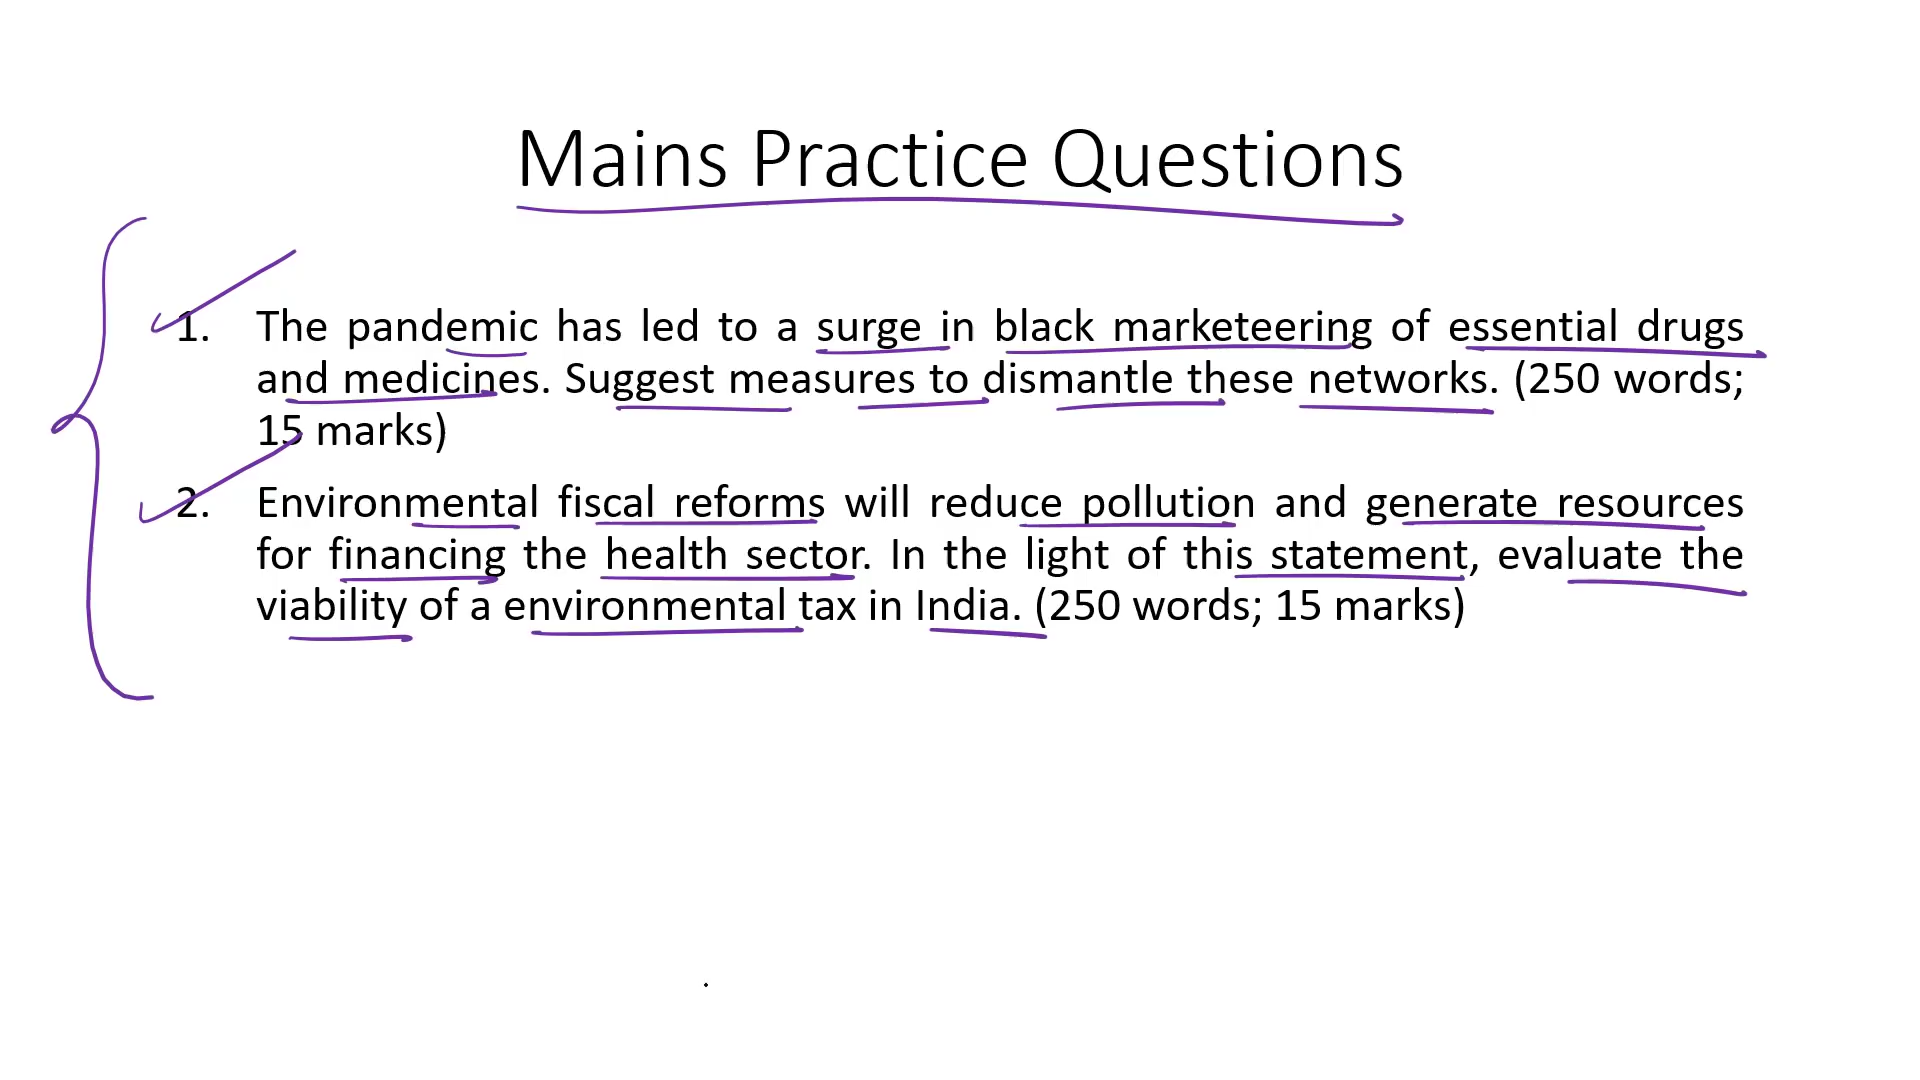 Mains Practice Questions
1. The pandemic has led to a surge in black marketeering of essential drugs
and medicines. Suggest measures to dismantle these networks. (250 words;
15 marks)
2. Environmental fiscal reforms will reduce pollution and generate resources
for financing the health sector. In the light of this statement, evaluate the
viability of a environmental tax in India. (250 words; 15 marks)